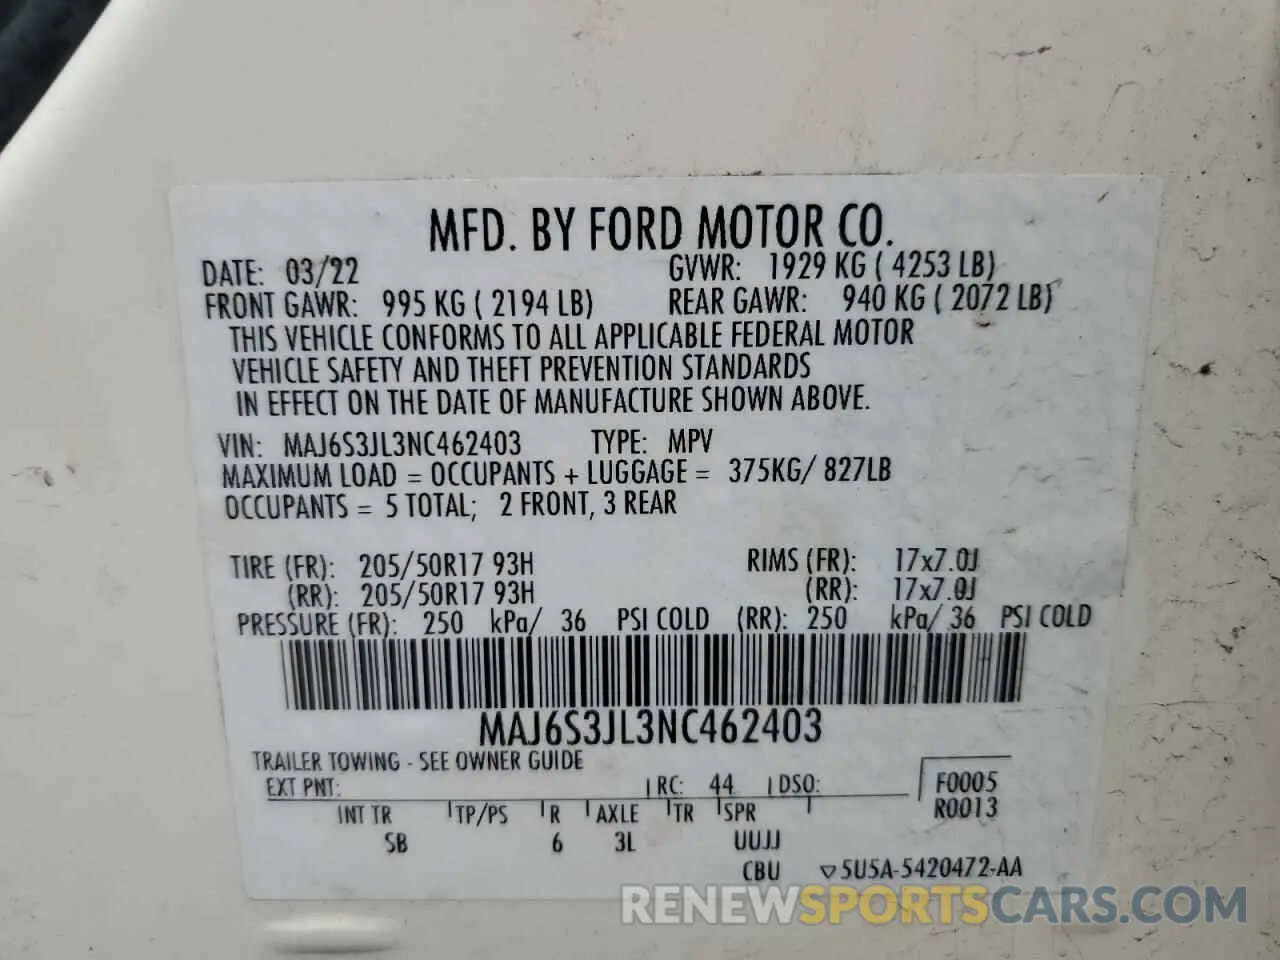 MFD. BY FORD MOTOR CO.
DATE: 03/22 GVWR: 1929 KG ( 4253 LB)
FRONT GAWR: 995 KG ( 2194 LB) REAR GAWR: 940 KG ( 2072 LB)
THIS VEHICLE CONFORMS TO ALL APPLICABLE FEDERAL MOTOR
VEHICLE SAFETY AND THEFT PREVENTION STANDARDS
IN EFFECT ON THE DATE OF MANUFACTURE SHOWN ABOVE.
VIN: MAJ6S3JL3NC462403 TYPE: MPV
MAXIMUM LOAD = OCCUPANTS + LUGGAGE = 375KG/ 827LB
OCCUPANTS = 5 TOTAL; 2 FRONT, 3 REAR
TIRE (FR): 205/50R17 93H RIMS (FR): 17x7.0J
(RR): 205/50R17 93H (RR): 17x7.0J
PRESSURE (FR): 250 kPa/ 36 PSI COLD (RR): 250 kPa/ 36 PSI COLD
MAJ6S3JL3NC462403
TRAILER TOWING - SEE OWNER GUIDE
EXT PNT: RC: 44 DSO: F0005
R0013
INT TR TP/PS R AXLE TR SPR
SB 6 3L UUJJ
CBU ▽5U5A-5420472-AA
RENEWSPORTSCARS.COM